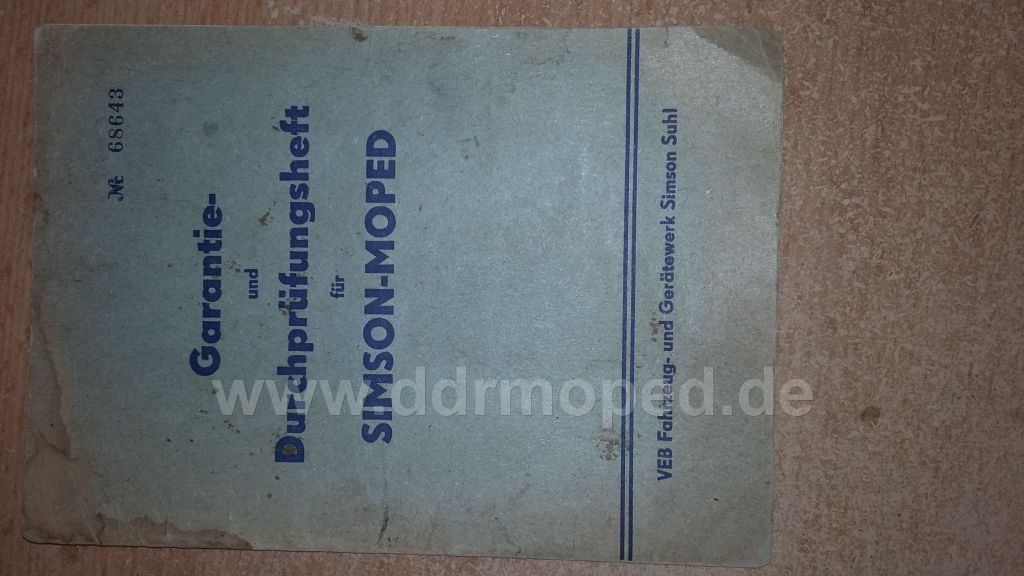 № 68643
Garantie-
und
Durchprüfungsheft
für
SIMSON-MOPED
VEB Fahrzeug- und Gerätewerk Simson Suhl
www.ddrmoped.de